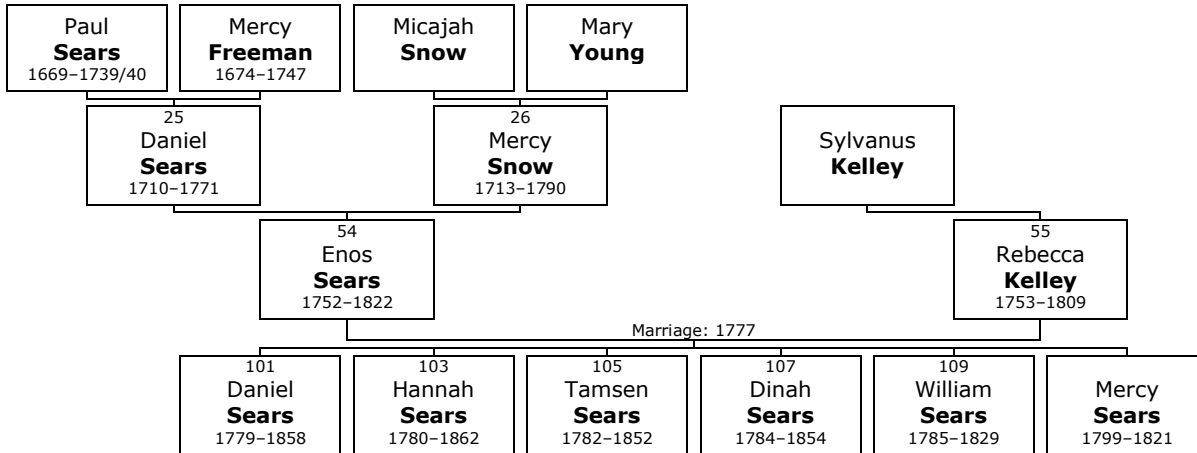 Paul
Sears
1669–1739/40
Mercy
Freeman
1674–1747
Micajah
Snow
Mary
Young
25
Daniel
Sears
1710–1771
26
Mercy
Snow
1713–1790
Sylvanus
Kelley
54
Enos
Sears
1752–1822
55
Rebecca
Kelley
1753–1809
Marriage: 1777
101
Daniel
Sears
1779–1858
103
Hannah
Sears
1780–1862
105
Tamsen
Sears
1782–1852
107
Dinah
Sears
1784–1854
109
William
Sears
1785–1829
Mercy
Sears
1799–1821